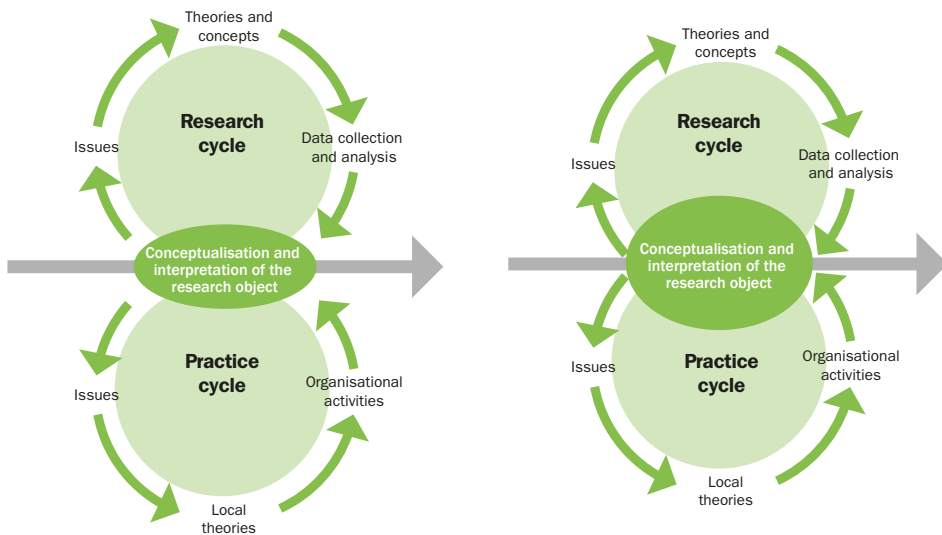 Theories and
concepts
Research
cycle
Issues
Data collection
and analysis
Conceptualisation and
interpretation of the
research object
Practice
cycle
Issues
Organisational
activities
Local
theories
Theories and
concepts
Research
cycle
Issues
Data collection
and analysis
Conceptualisation and
interpretation of the
research object
Practice
cycle
Issues
Organisational
activities
Local
theories